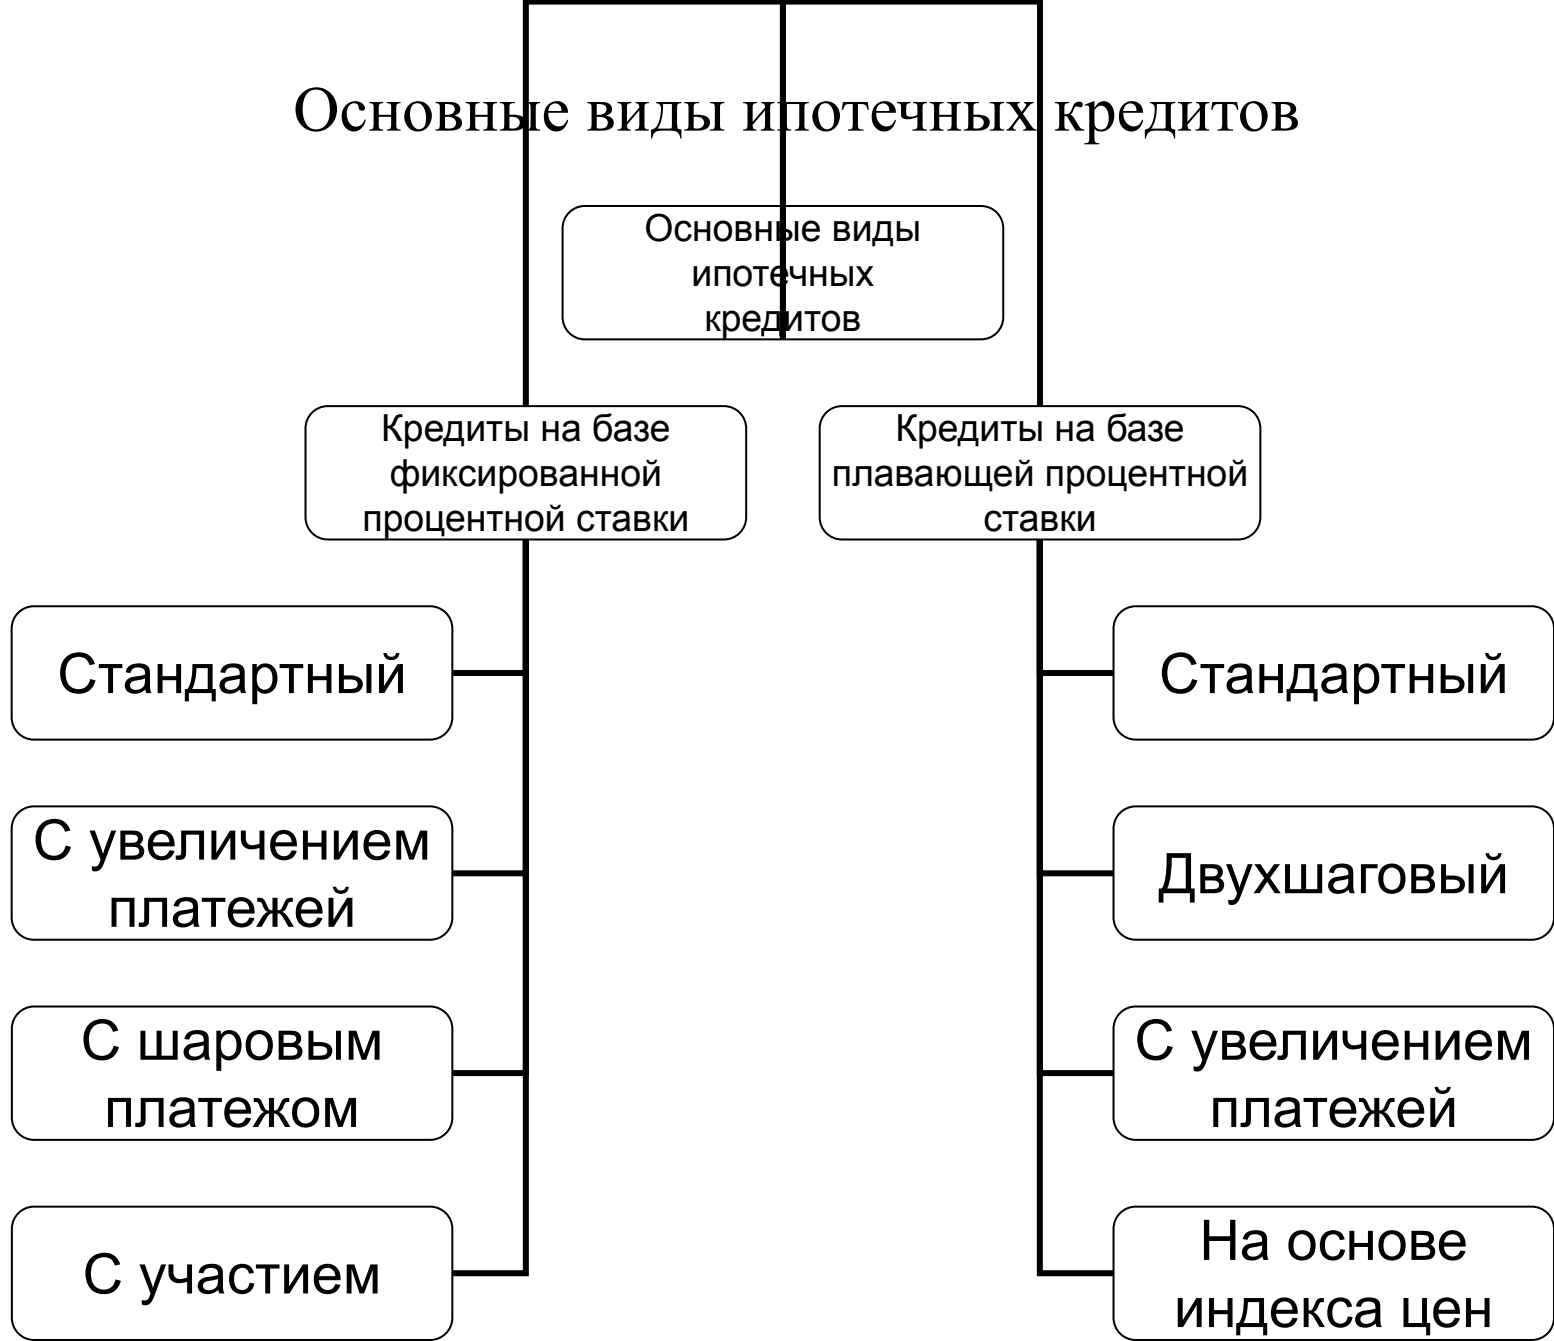 Основные виды ипотечных кредитов
Основные виды
ипотечных
кредитов
Кредиты на базе
фиксированной
процентной ставки
Кредиты на базе
плавающей процентной
ставки
Стандартный
С увеличением
платежей
С шаровым
платежом
С участием
Стандартный
Двухшаговый
С увеличением
платежей
На основе
индекса цен